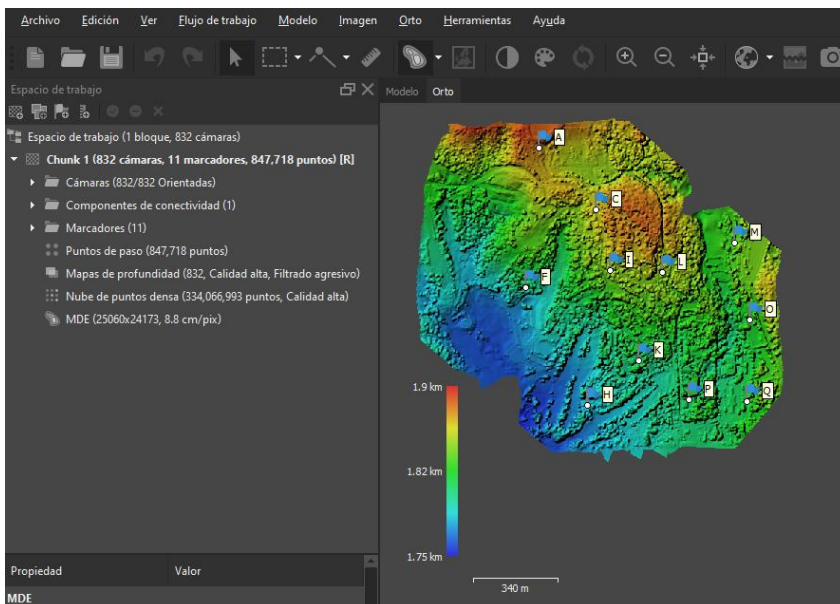 Archivo Edición Ver Flujo de trabajo Modelo Imagen Orto Herramientas Ayuda
Espacio de trabajo
Modelo Orto
Espacio de trabajo (1 bloque, 832 cámaras)
Chunk 1 (832 cámaras, 11 marcadores, 847,718 puntos) [R]
Cámaras (832/832 Orientadas)
Componentes de conectividad (1)
Marcadores (11)
Puntos de paso (847,718 puntos)
Mapas de profundidad (832, Calidad alta, Filtrado agresivo)
Nube de puntos densa (334,066,993 puntos, Calidad alta)
MDE (25060x24173, 8.8 cm/pix)
A
C
M
I
L
F
O
K
P
Q
H
1.9 km
1.82 km
1.75 km
340 m
Propiedad Valor
MDE